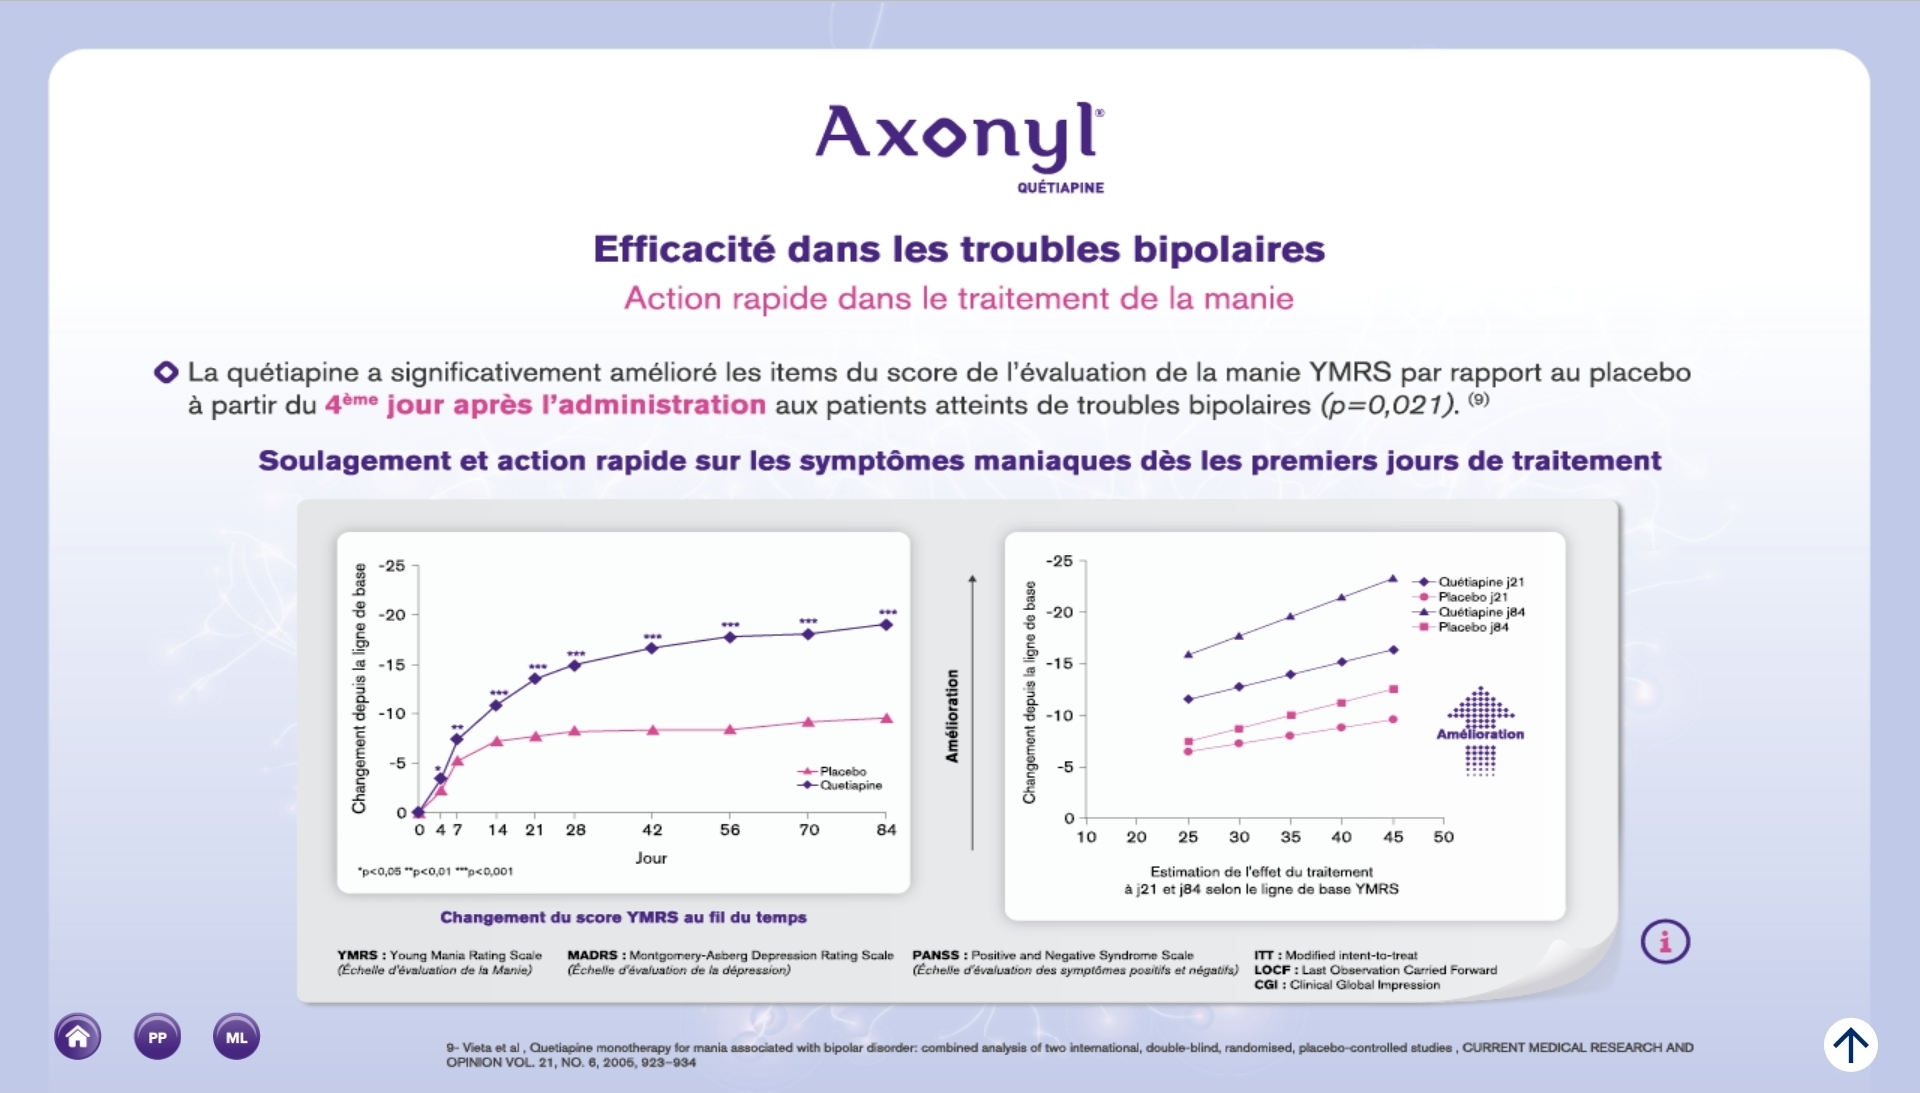 Axonyl®
QUÉTIAPINE
Efficacité dans les troubles bipolaires
Action rapide dans le traitement de la manie
La quétiapine a significativement amélioré les items du score de l'évaluation de la manie YMRS par rapport au placebo
à partir du 4ème jour après l'administration aux patients atteints de troubles bipolaires (p=0,021). (9)
Soulagement et action rapide sur les symptômes maniaques dès les premiers jours de traitement
Changement depuis la ligne de base
-25
-20
-15
-10
-5
0
* ** *** *** *** *** *** *** ***
Placebo
Quetiapine
0 4 7 14 21 28 42 56 70 84
Jour
*p<0,05 **p<0,01 ***p<0,001
Changement du score YMRS au fil du temps
Amélioration
Changement depuis la ligne de base
-25
-20
-15
-10
-5
0
Quétiapine j21
Placebo j21
Quétiapine j84
Placebo j84
Amélioration
10 20 25 30 35 40 45 50
Estimation de l'effet du traitement
à j21 et j84 selon le ligne de base YMRS
YMRS : Young Mania Rating Scale
(Échelle d'évaluation de la Manie)
MADRS : Montgomery-Asberg Depression Rating Scale
(Échelle d'évaluation de la dépression)
PANSS : Positive and Negative Syndrome Scale
(Échelle d'évaluation des symptômes positifs et négatifs)
ITT : Modified intent-to-treat
LOCF : Last Observation Carried Forward
CGI : Clinical Global Impression
i
PP
ML
9- Vieta et al , Quetiapine monotherapy for mania associated with bipolar disorder: combined analysis of two international, double-blind, randomised, placebo-controlled studies , CURRENT MEDICAL RESEARCH AND
OPINION VOL. 21, NO. 6, 2005, 923–934